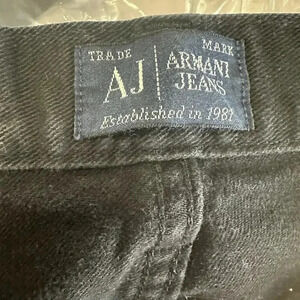 TRADE MARK
AJ ARMANI
JEANS
Established in 1981